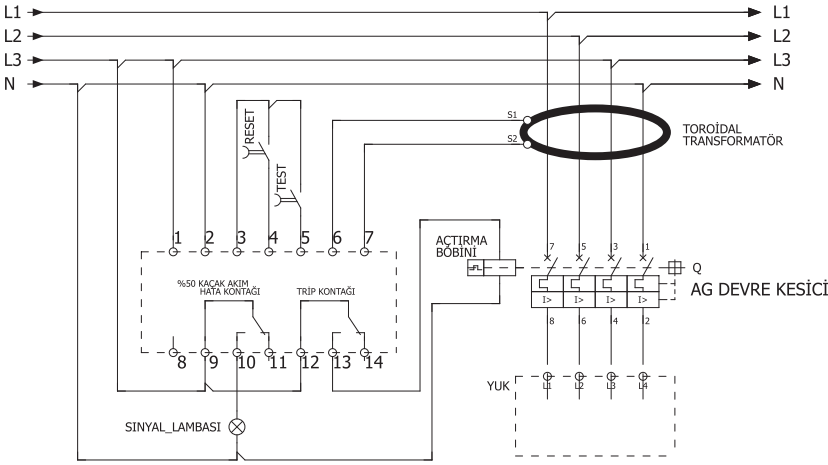 L1 L1
L2 L2
L3 L3
N N
RESET
TEST
S1
S2
TOROİDAL
TRANSFORMATÖR
1 2 3 4 5 6 7
AÇTIRMA
BOBİNİ
7 5 3 1
Q
AG DEVRE KESİCİ
%50 KAÇAK AKIM
HATA KONTAĞI
TRİP KONTAĞI
I> I> I> I>
8 6 4 2
8 9 10 11 12 13 14
YUK
L1 L2 L3 L4
SINYAL_LAMBASI